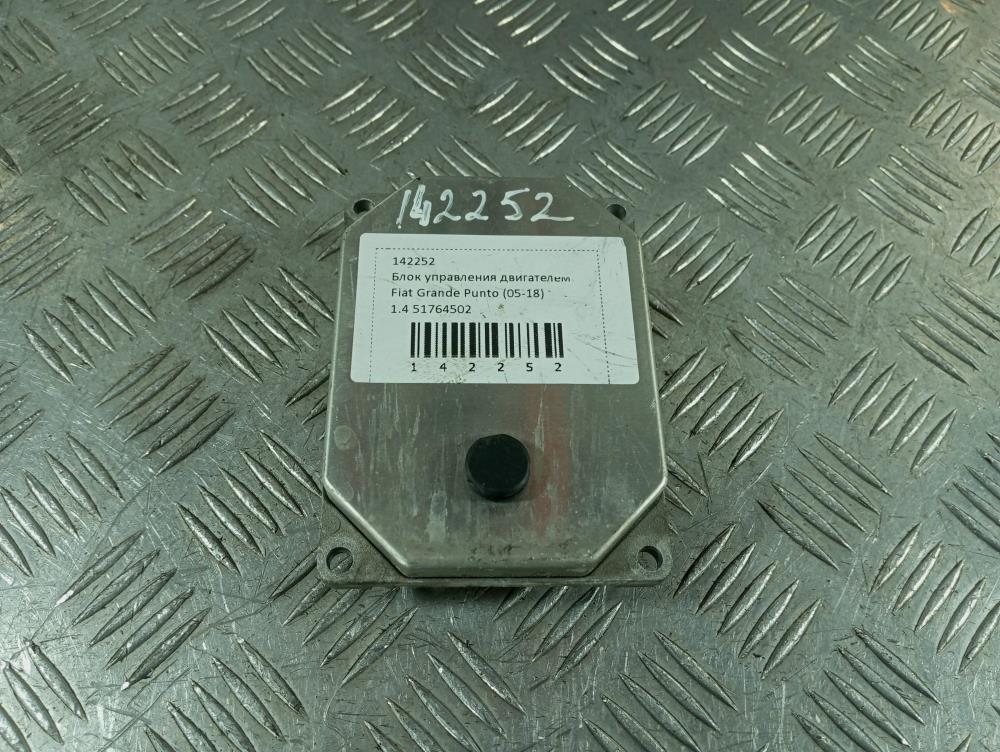 142252
142252
Блок управления двигателем
Fiat Grande Punto (05-18)
1.4 51764502
1 4 2 2 5 2